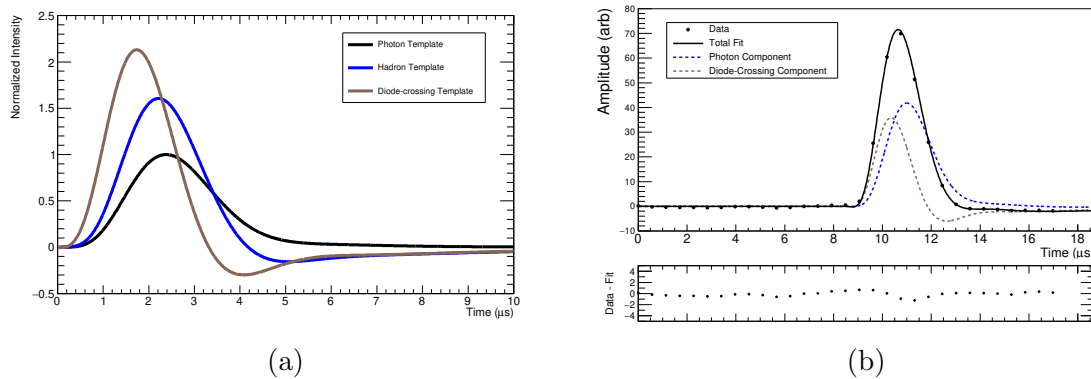 Normalized Intensity
2.5
2
1.5
1
0.5
0
−0.5
0 1 2 3 4 5 6 7 8 9 10
Time (μs)
Photon Template
Hadron Template
Diode-crossing Template
(a)
Amplitude (arb)
80
70
60
50
40
30
20
10
0
−10
0 2 4 6 8 10 12 14 16 18
Time (μs)
Data
Total Fit
Photon Component
Diode-Crossing Component
Data - Fit
4
2
0
−2
−4
(b)